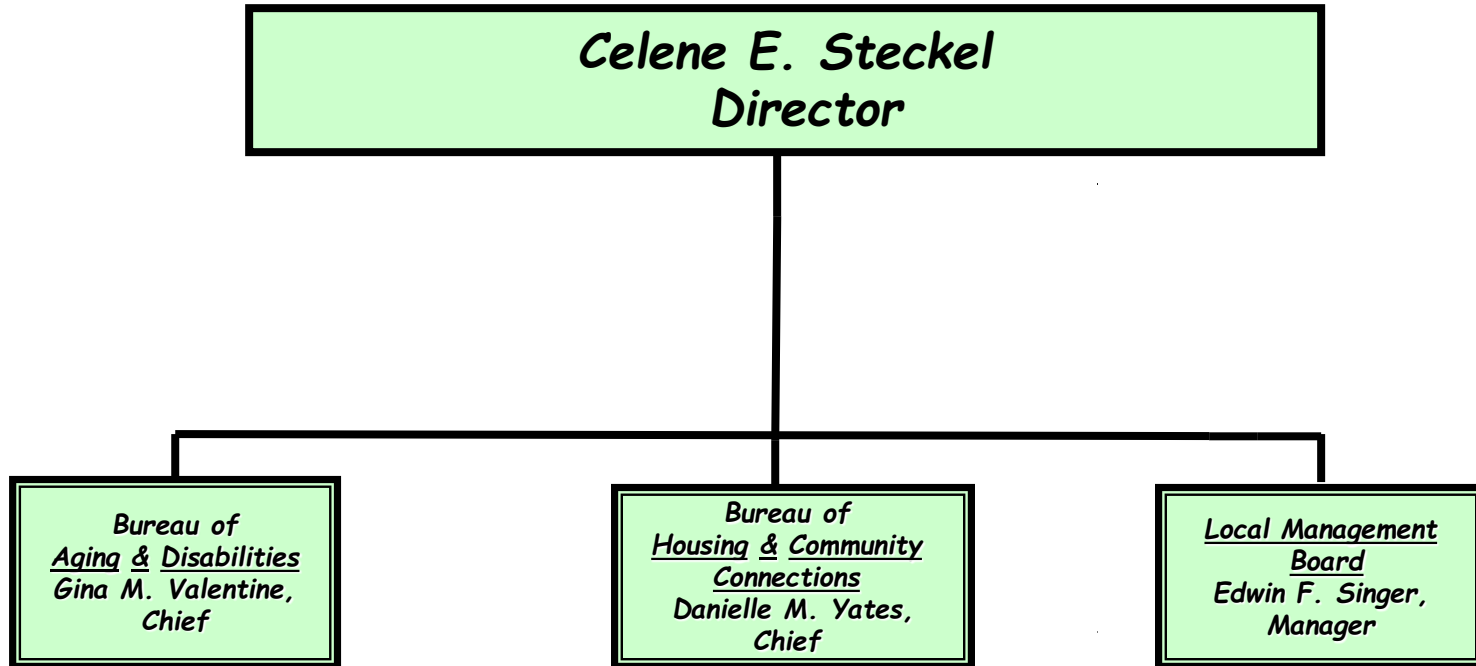 Celene E. Steckel
Director
Bureau of
Aging & Disabilities
Gina M. Valentine,
Chief
Bureau of
Housing & Community
Connections
Danielle M. Yates,
Chief
Local Management
Board
Edwin F. Singer,
Manager